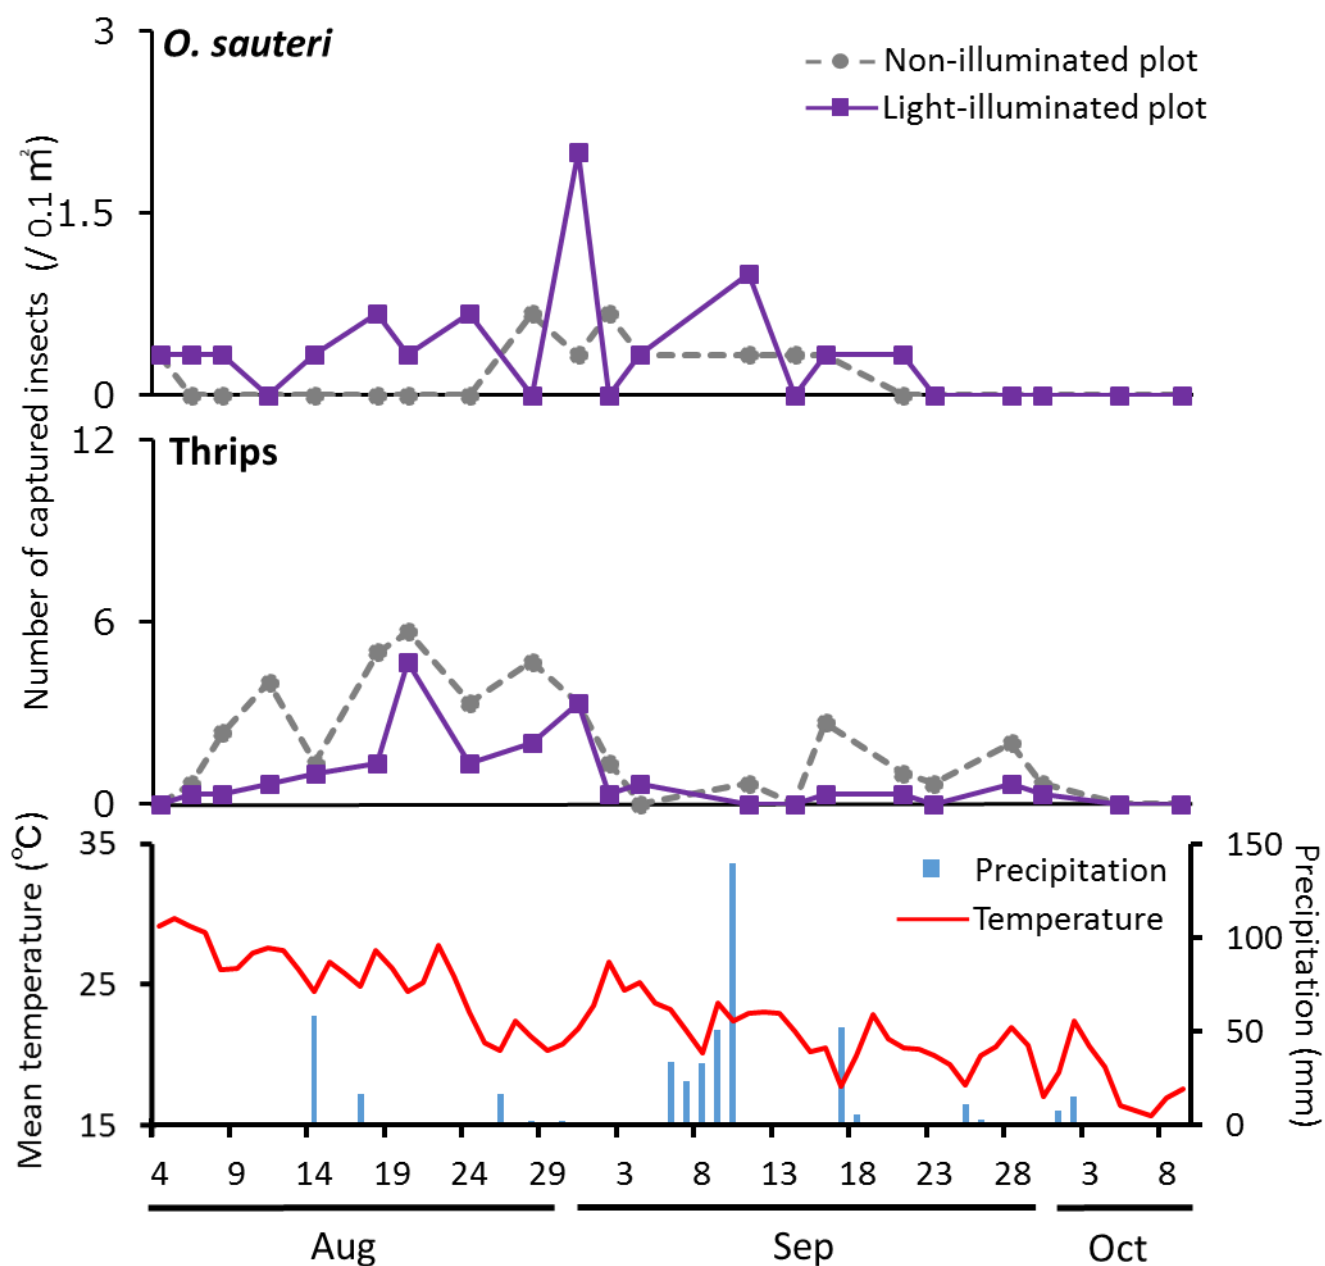 3
O. sauteri
Non-illuminated plot
Light-illuminated plot
1.5
0
Number of captured insects (/ 0.1 ㎡)
12
Thrips
6
0
Mean temperature (℃)
35
25
15
Precipitation
Temperature
150
100
50
0
Precipitation (mm)
4 9 14 19 24 29 3 8 13 18 23 28 3 8
Aug Sep Oct